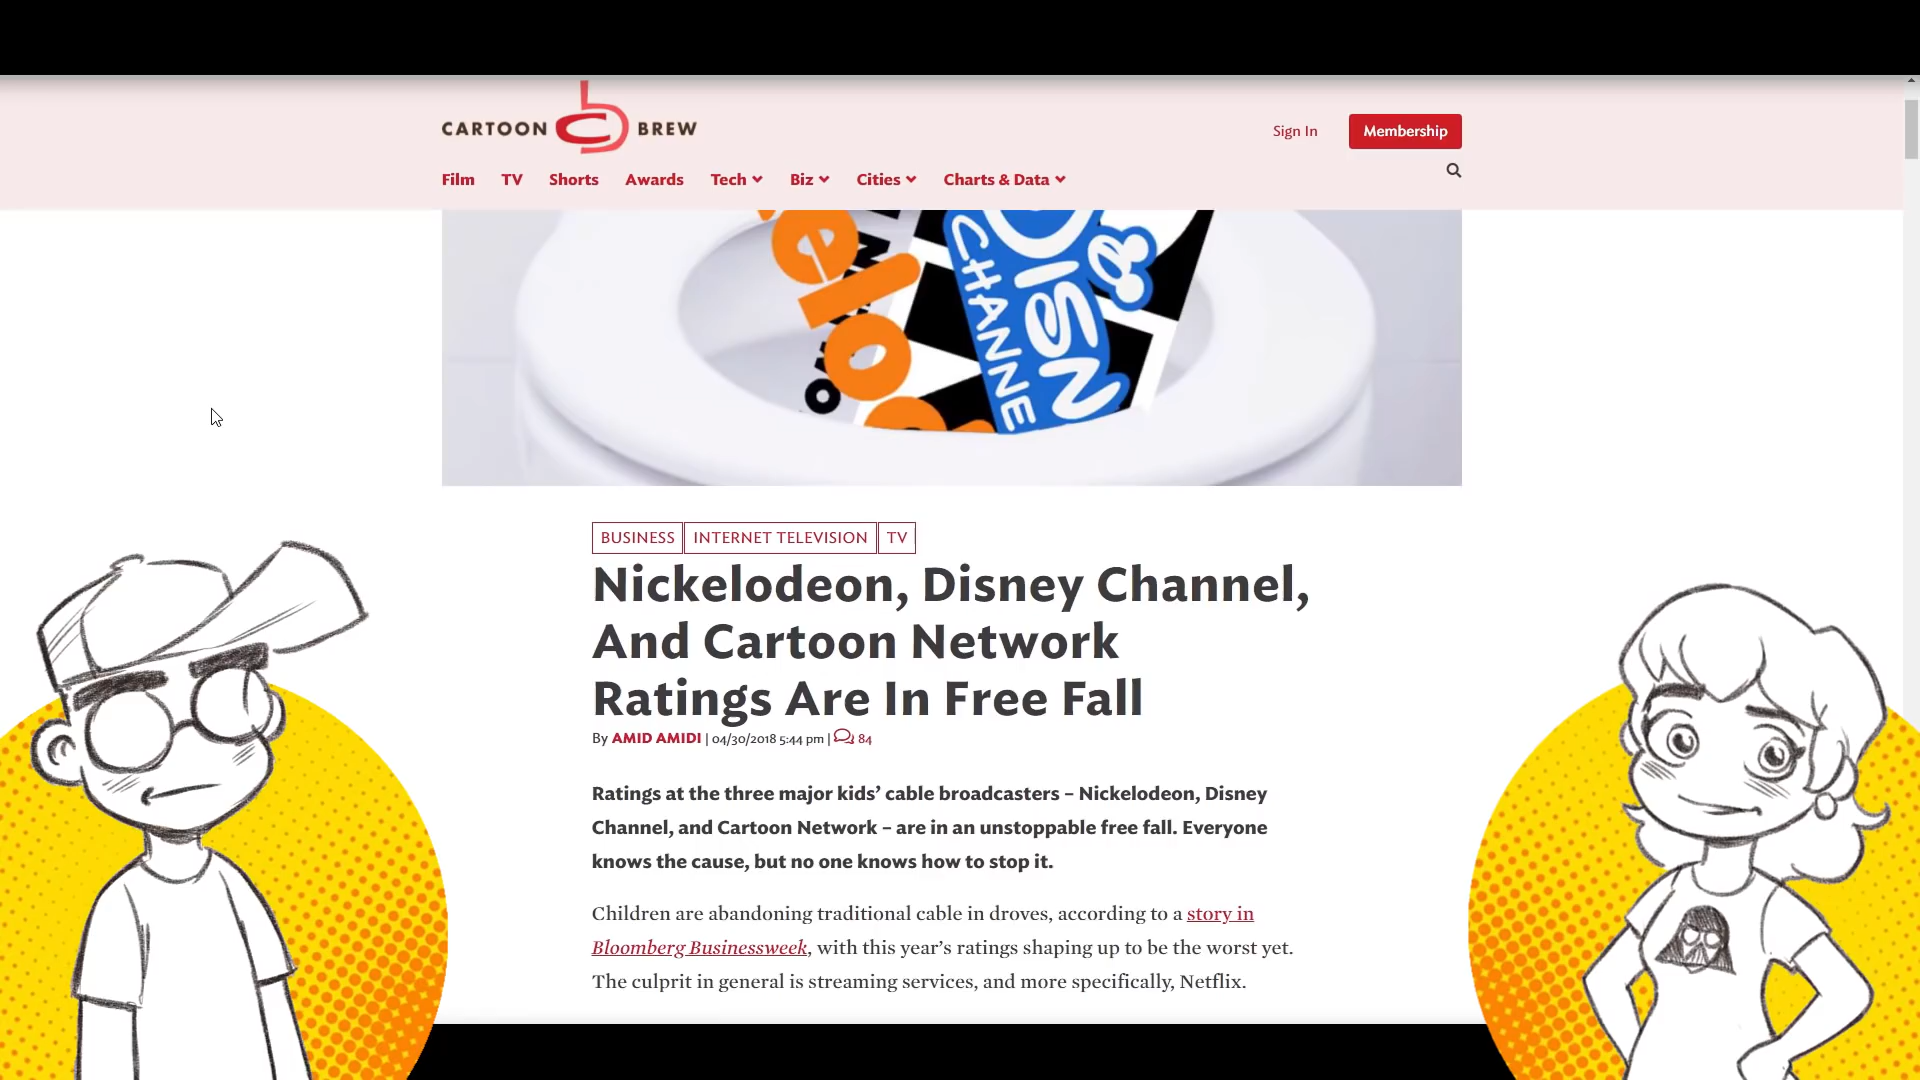 CARTOON BREW
Sign In
Membership
Film TV Shorts Awards Tech Biz Cities Charts & Data
elo
CHANNE
DISN
BUSINESS INTERNET TELEVISION TV
Nickelodeon, Disney Channel,
And Cartoon Network
Ratings Are In Free Fall
By AMID AMIDI | 04/30/2018 5:44 pm | 84
Ratings at the three major kids’ cable broadcasters – Nickelodeon, Disney
Channel, and Cartoon Network – are in an unstoppable free fall. Everyone
knows the cause, but no one knows how to stop it.
Children are abandoning traditional cable in droves, according to a story in
Bloomberg Businessweek, with this year’s ratings shaping up to be the worst yet.
The culprit in general is streaming services, and more specifically, Netflix.